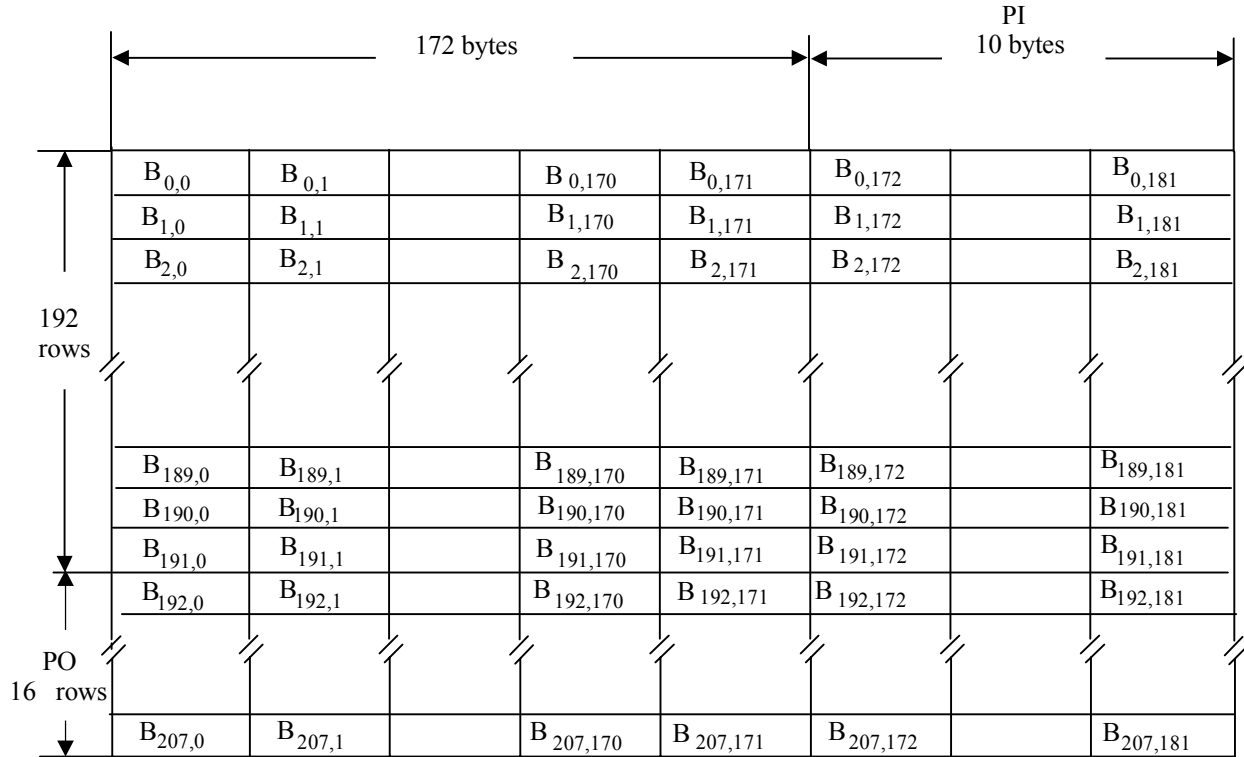 PI
172 bytes 10 bytes
B0,0 B0,1 B0,170 B0,171 B0,172 B0,181
B1,0 B1,1 B1,170 B1,171 B1,172 B1,181
B2,0 B2,1 B2,170 B2,171 B2,172 B2,181
192
rows
B189,0 B189,1 B189,170 B189,171 B189,172 B189,181
B190,0 B190,1 B190,170 B190,171 B190,172 B190,181
B191,0 B191,1 B191,170 B191,171 B191,172 B191,181
B192,0 B192,1 B192,170 B192,171 B192,172 B192,181
PO
16 rows
B207,0 B207,1 B207,170 B207,171 B207,172 B207,181